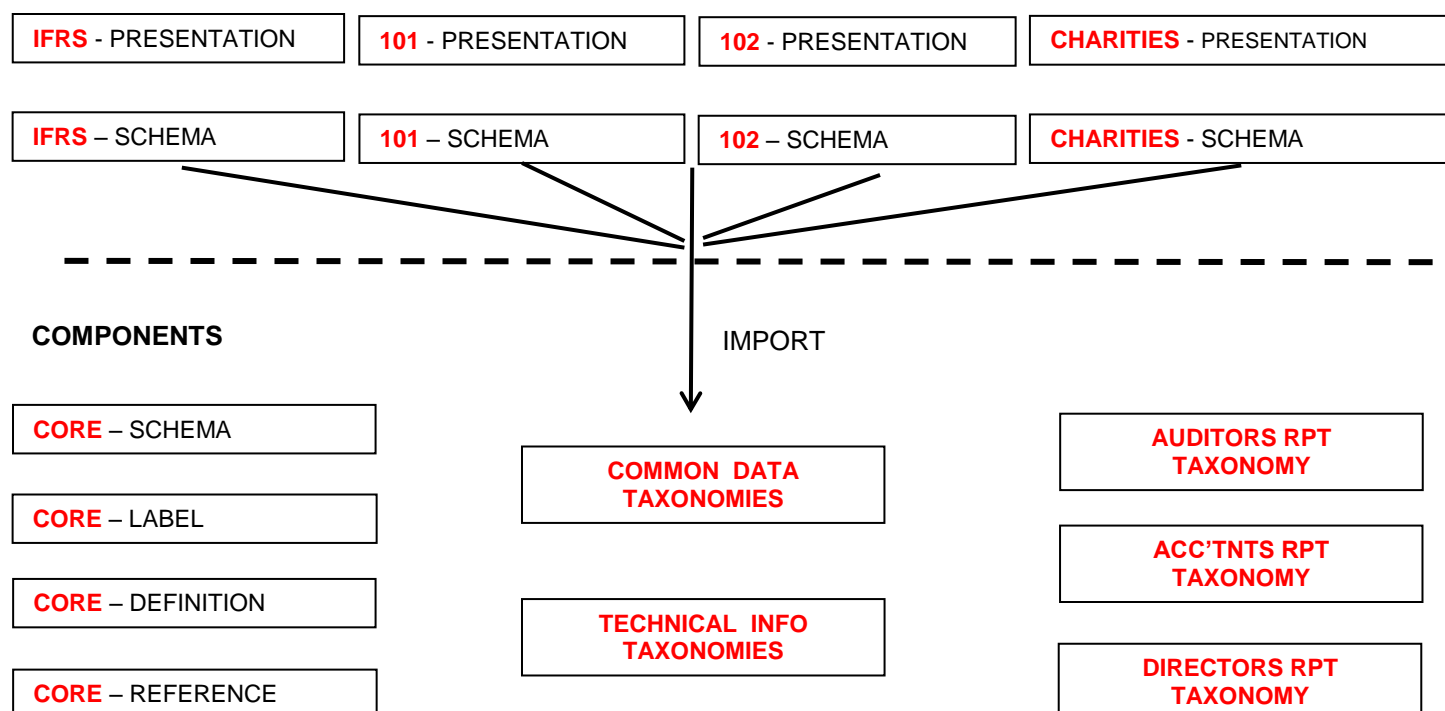 IFRS - PRESENTATION
101 - PRESENTATION
102 - PRESENTATION
CHARITIES - PRESENTATION
IFRS – SCHEMA
101 – SCHEMA
102 – SCHEMA
CHARITIES - SCHEMA
COMPONENTS
IMPORT
CORE – SCHEMA
CORE – LABEL
CORE – DEFINITION
CORE – REFERENCE
COMMON DATA
TAXONOMIES
TECHNICAL INFO
TAXONOMIES
AUDITORS RPT
TAXONOMY
ACC'TNTS RPT
TAXONOMY
DIRECTORS RPT
TAXONOMY